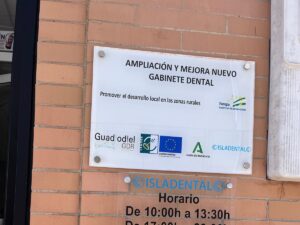 AMPLIACIÓN Y MEJORA NUEVO
GABINETE DENTAL
Promover el desarrollo local en las zonas rurales
Guadodiel
GDR
ISLADENTAL
ISLADENTAL
Horario
De 10:00h a 13:30h